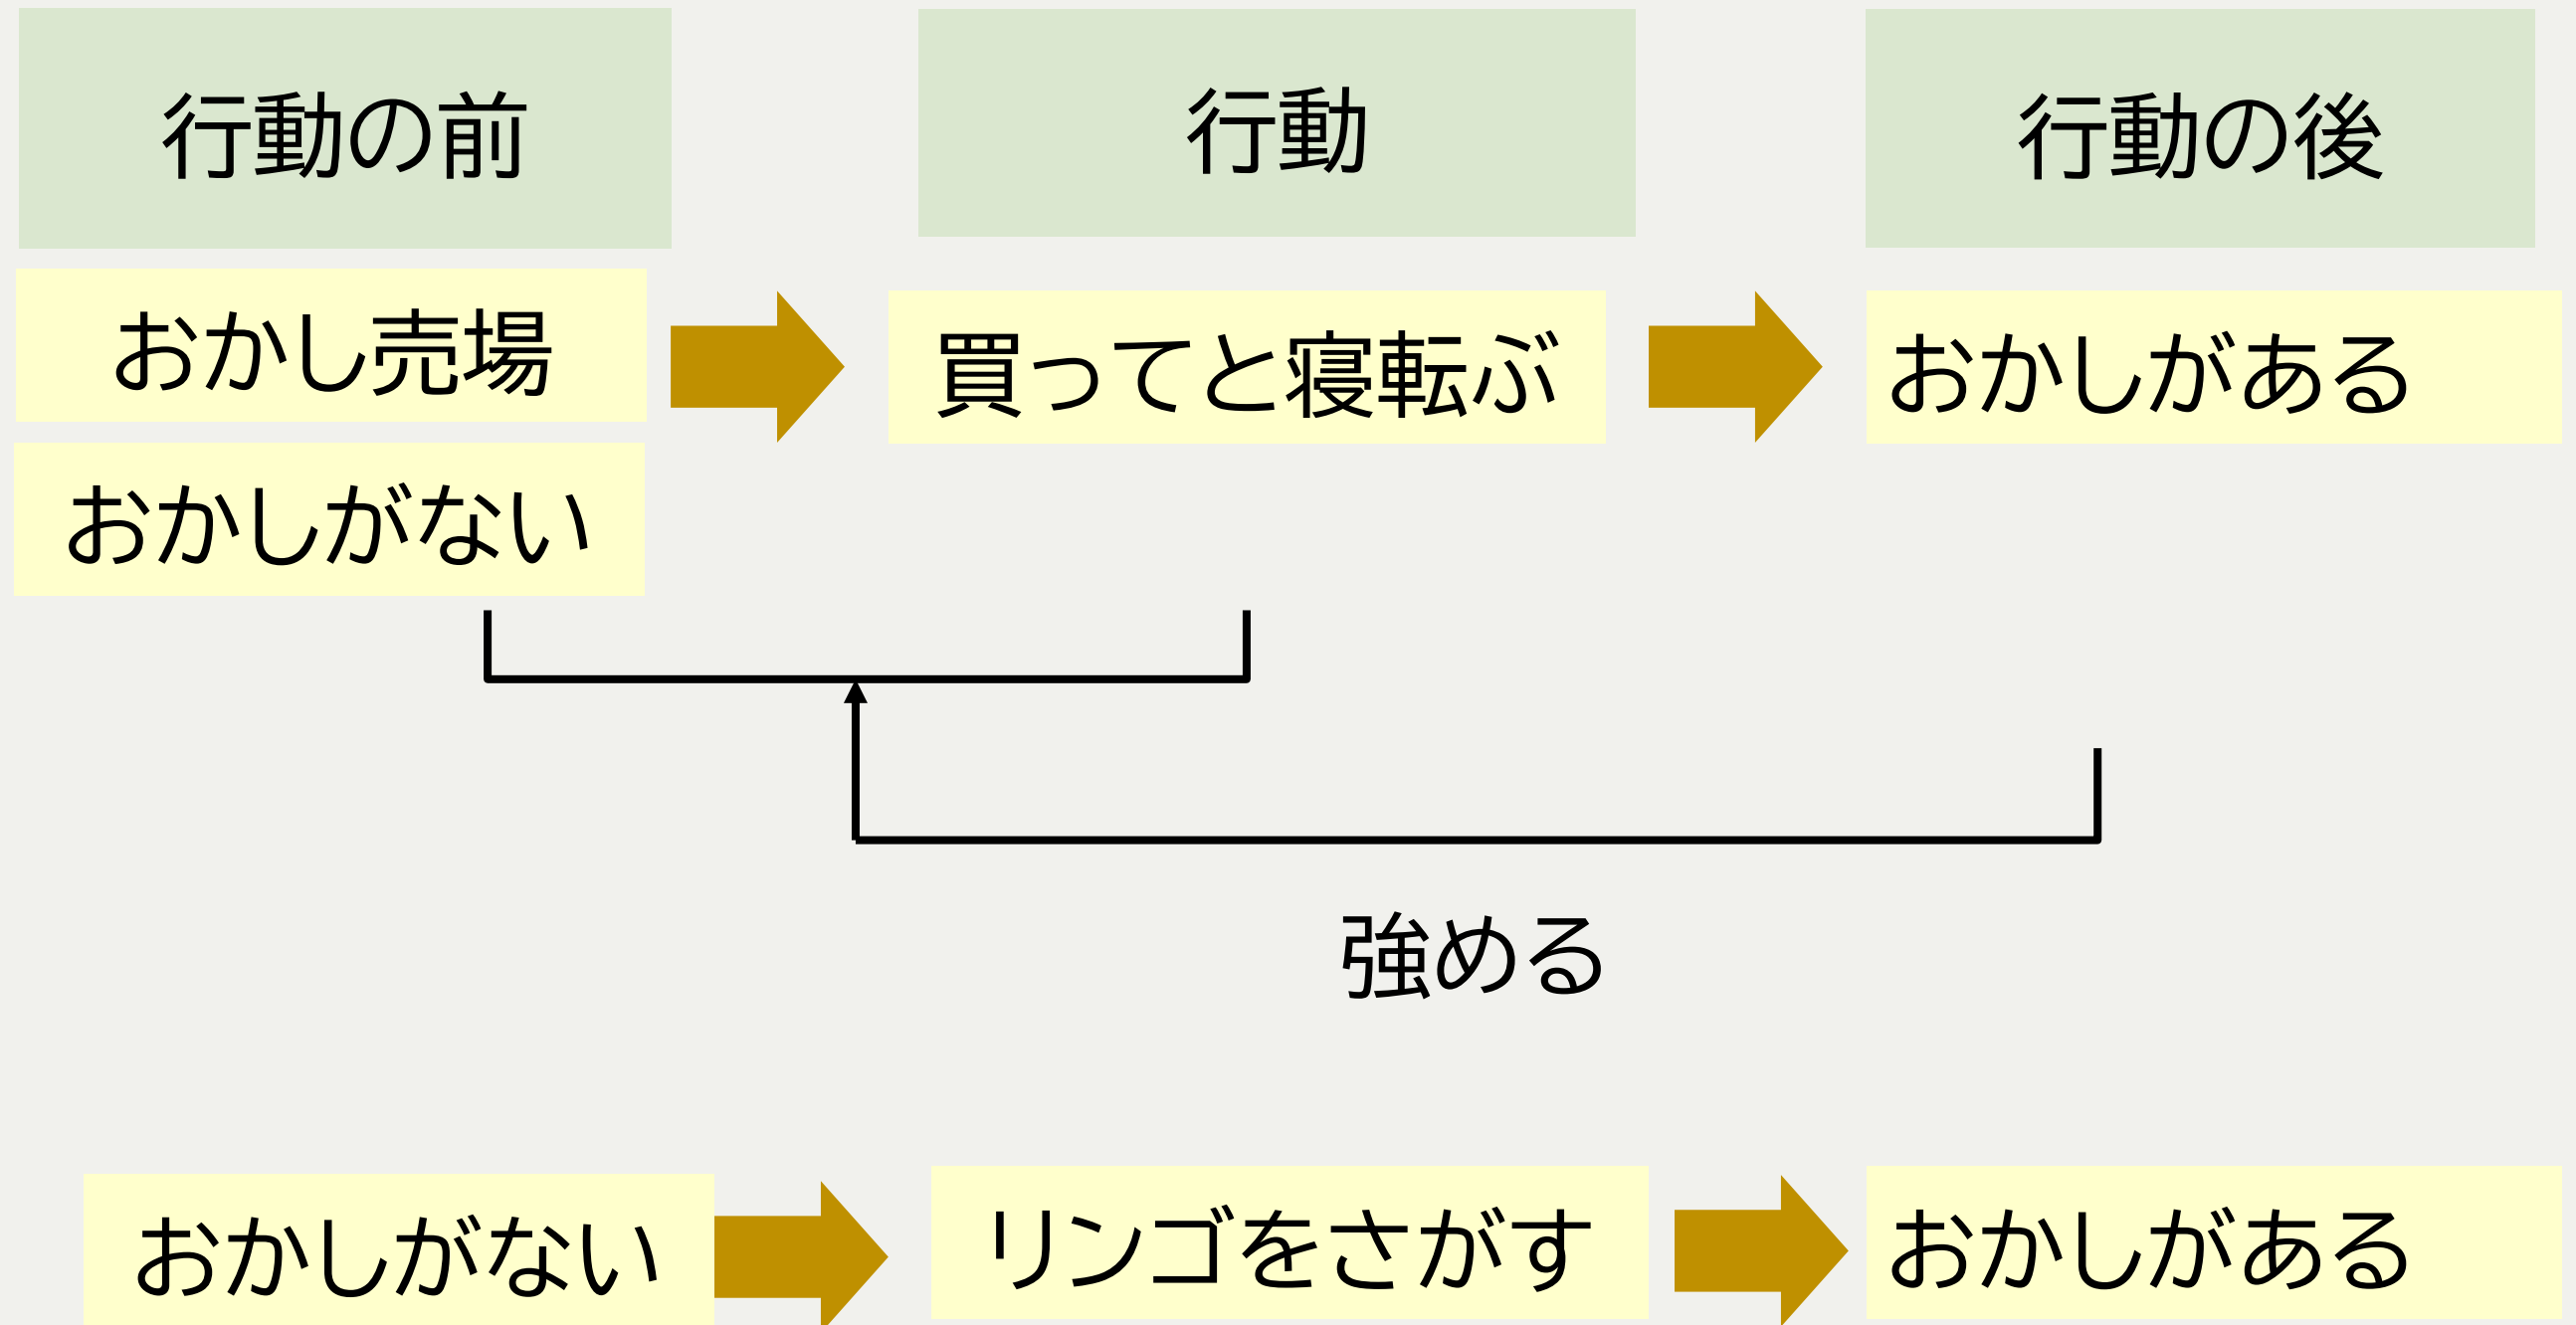 行動の前
行動
行動の後
おかし売場
買ってと寝転ぶ
おかしがある
おかしがない
強める
おかしがない
リンゴをさがす
おかしがある